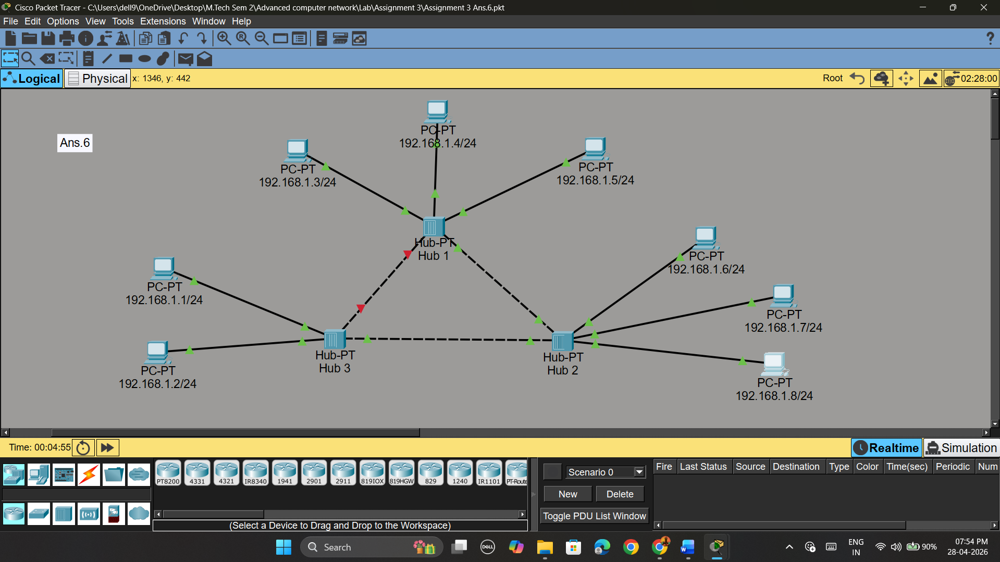 Cisco Packet Tracer - C:\Users\dell9\OneDrive\Desktop\M.Tech Sem 2\Advanced computer network\Lab\Assignment 3\Assignment 3 Ans.6.pkt
File Edit Options View Tools Extensions Window Help
Logical Physical x: 1346, y: 442 Root 02:28:00
PC-PT
192.168.1.4/24
Ans.6
PC-PT
192.168.1.3/24
PC-PT
192.168.1.5/24
Hub-PT
Hub 1
PC-PT
192.168.1.6/24
PC-PT
192.168.1.1/24
PC-PT
192.168.1.7/24
Hub-PT
Hub 3
Hub-PT
Hub 2
PC-PT
192.168.1.2/24
PC-PT
192.168.1.8/24
Time: 00:04:55 Realtime Simulation
PT8200 4331 4321 IR8340 1941 2901 2911 819IOX 819HGW 829 1240 IR1101 PT-Route
(Select a Device to Drag and Drop to the Workspace)
Scenario 0
New Delete
Toggle PDU List Window
Fire Last Status Source Destination Type Color Time(sec) Periodic Num
Search
DELL
ENG
IN
90%
07:54 PM
28-04-2026